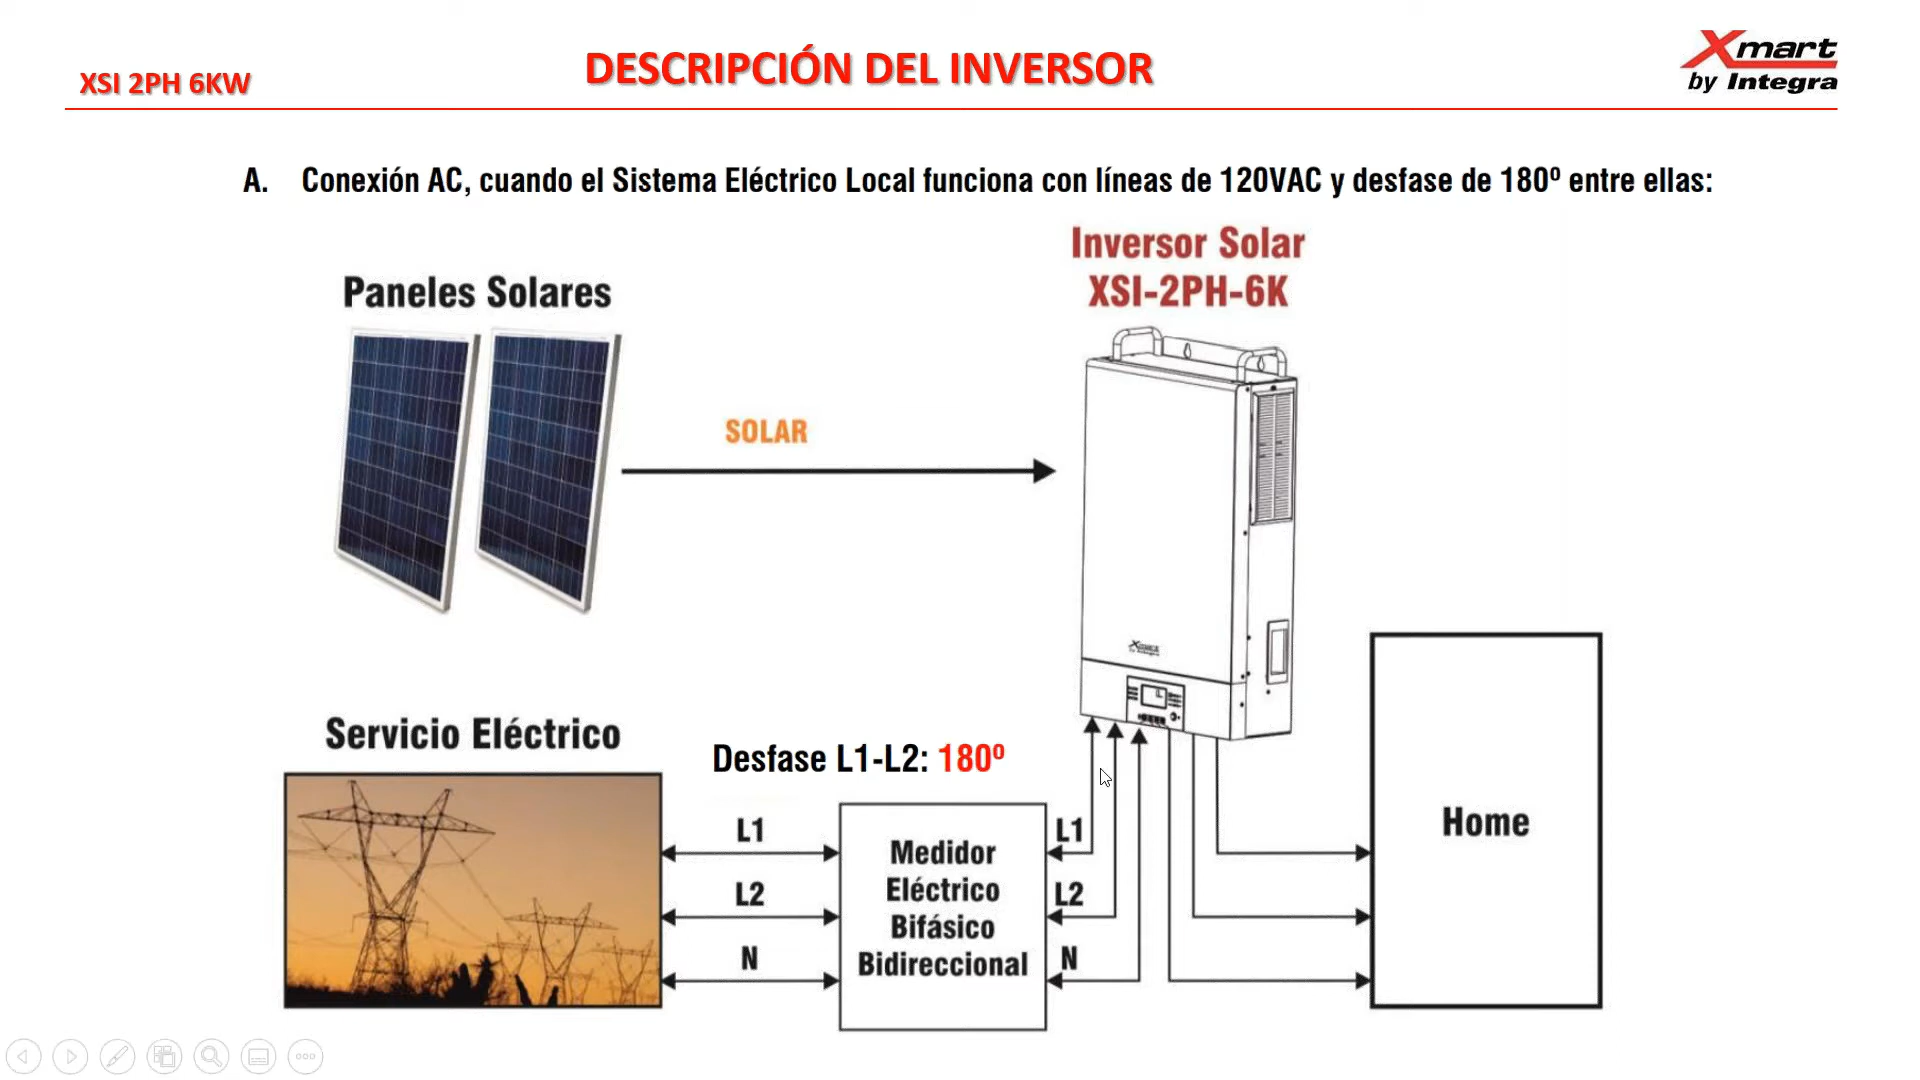 XSI 2PH 6KW
DESCRIPCIÓN DEL INVERSOR
Xmart
by Integra
A. Conexión AC, cuando el Sistema Eléctrico Local funciona con líneas de 120VAC y desfase de 180º entre ellas:
Inversor Solar
XSI-2PH-6K
Paneles Solares
SOLAR
Servicio Eléctrico
Desfase L1-L2: 180º
L1
L2
N
Medidor
Eléctrico
Bifásico
Bidireccional
L1
L2
N
Home